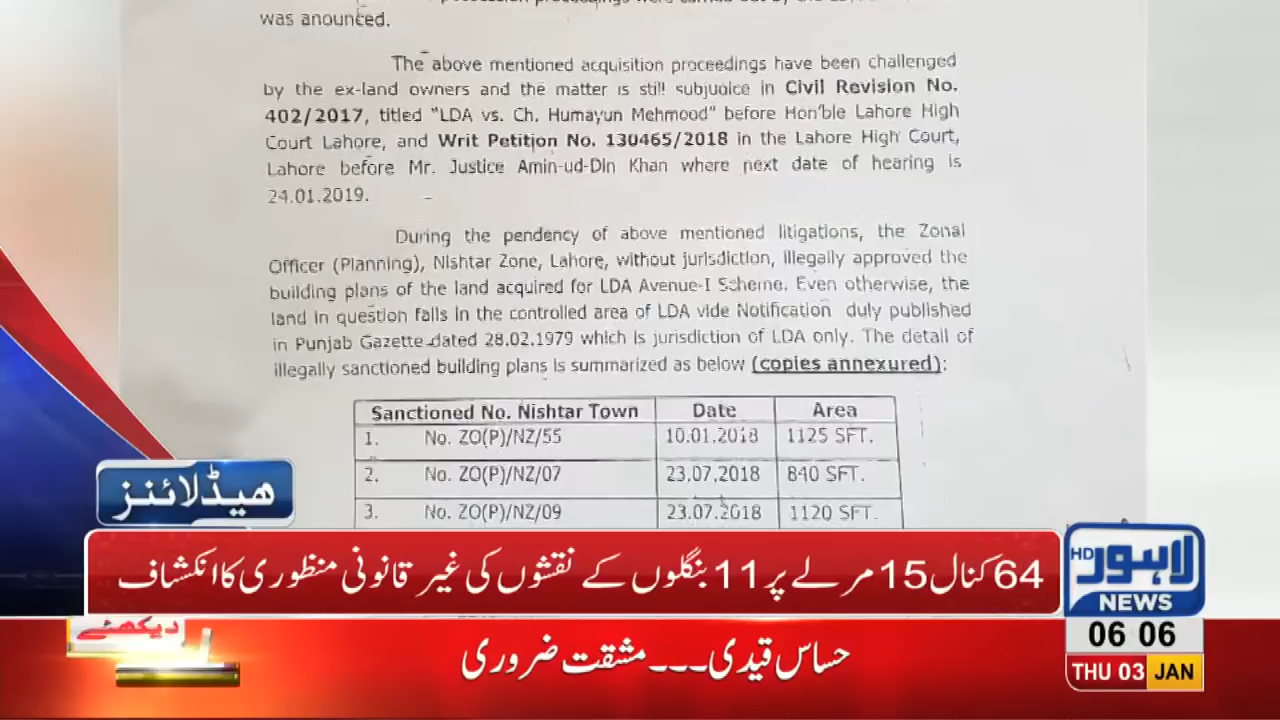 was anounced.
The above mentioned acquisition proceedings have been challenged
by the ex-land owners and the matter is still subjuoice in Civil Revision No.
402/2017, titled "LDA vs. Ch. Humayun Mehmood" before Hon'ble Lahore High
Court Lahore, and Writ Petition No. 130465/2018 in the Lahore High Court,
Lahore before Mr. Justice Amin-ud-Din Khan where next date of hearing is
24.01.2019.
During the pendency of above mentioned litigations, the Zonal
Officer (Planning), Nishtar Zone, Lahore, without jurisdiction, illegally approved the
building plans of the land acquired for LDA Avenue-I Scheme. Even otherwise, the
land in question falls in the controlled area of LDA vide Notification duly published
in Punjab Gazette dated 28.02.1979 which is jurisdiction of LDA only. The detail of
illegally sanctioned building plans is summarized as below (copies annexured):
Sanctioned No. Nishtar Town Date Area
1. No. ZO(P)/NZ/55 10.01.2018 1125 SFT.
2. No. ZO(P)/NZ/07 23.07.2018 840 SFT.
3. No. ZO(P)/NZ/09 23.07.2018 1120 SFT.
ہیڈلائنز
64 کنال 15 مرلے پر 11 بنگلوں کے نقشوں کی غیر قانونی منظوری کا انکشاف
لاہور HD
NEWS
06 06
THU 03 JAN
دیکھئے
حساس قیدی۔۔۔مشقت ضروری